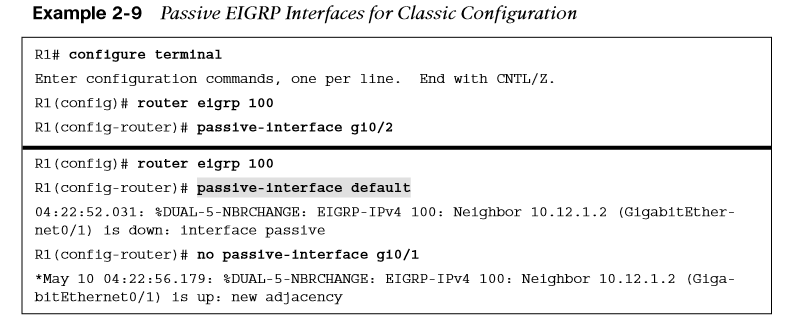 Example 2-9 Passive EIGRP Interfaces for Classic Configuration
R1# configure terminal
Enter configuration commands, one per line. End with CNTL/Z.
R1(config)# router eigrp 100
R1(config-router)# passive-interface gi0/2
R1(config)# router eigrp 100
R1(config-router)# passive-interface default
04:22:52.031: %DUAL-5-NBRCHANGE: EIGRP-IPv4 100: Neighbor 10.12.1.2 (GigabitEther-
net0/1) is down: interface passive
R1(config-router)# no passive-interface gi0/1
*May 10 04:22:56.179: %DUAL-5-NBRCHANGE: EIGRP-IPv4 100: Neighbor 10.12.1.2 (Giga-
bitEthernet0/1) is up: new adjacency